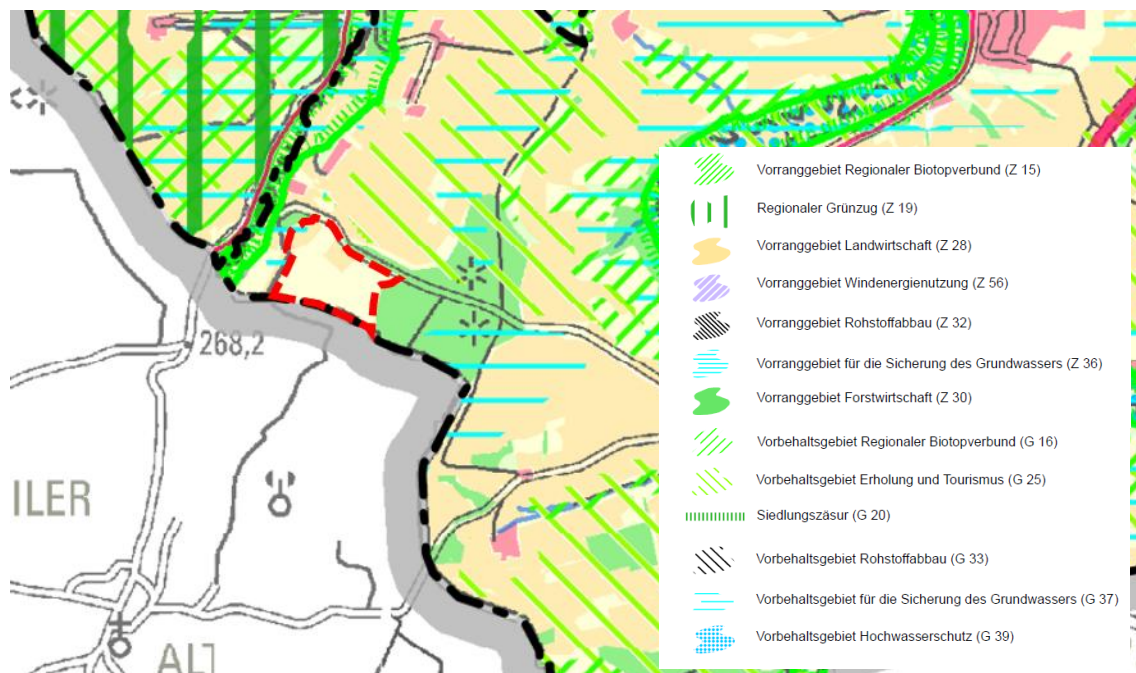 268,2
ILER
ALT
Vorranggebiet Regionaler Biotopverbund (Z 15)
Regionaler Grünzug (Z 19)
Vorranggebiet Landwirtschaft (Z 28)
Vorranggebiet Windenergienutzung (Z 56)
Vorranggebiet Rohstoffabbau (Z 32)
Vorranggebiet für die Sicherung des Grundwassers (Z 36)
Vorranggebiet Forstwirtschaft (Z 30)
Vorbehaltsgebiet Regionaler Biotopverbund (G 16)
Vorbehaltsgebiet Erholung und Tourismus (G 25)
Siedlungszäsur (G 20)
Vorbehaltsgebiet Rohstoffabbau (G 33)
Vorbehaltsgebiet für die Sicherung des Grundwassers (G 37)
Vorbehaltsgebiet Hochwasserschutz (G 39)